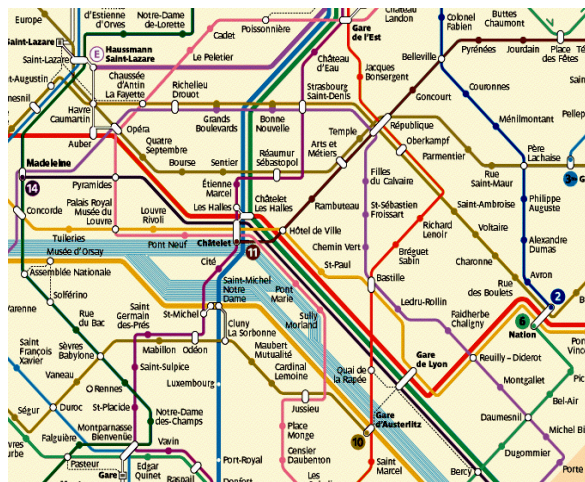 Europe
d'Estienne
d'Orves
Notre-Dame
de-Lorette
Poissonnière
Cadet
Gare
de l'Est
Château
Landon
Colonel
Fabien
Buttes
Chaumont
Place
Des Fêtes
Saint-Lazare
Saint-Lazare
E
Haussmann
Saint-Lazare
Le Peletier
Château
d'Eau
Jacques
Bonsergent
Belleville
Pyrénées
Jourdain
St-Augustin
Chaussée
d'Antin
La Fayette
Richelieu
Drouot
Strasbourg
Saint-Denis
Goncourt
Couronnes
Havre
Caumartin
Opéra
Grands
Boulevards
Bonne
Nouvelle
République
Ménilmontant
Auber
Quatre
Septembre
Temple
Arts et
Métiers
Oberkampf
Parmentier
Père
Lachaise
Madeleine
14
Bourse
Sentier
Réaumur
Sébastopol
Rue
Saint-Maur
Pyramides
Étienne
Marcel
Filles
du Calvaire
Philippe
Auguste
Concorde
Palais Royal
Musée
du Louvre
Louvre
Rivoli
Les Halles
Châtelet
Les Halles
Rambuteau
St-Sébastien
Froissart
Saint-Ambroise
Richard
Lenoir
Voltaire
Alexandre
Dumas
Tuileries
Pont Neuf
Châtelet
11
Hôtel de Ville
Chemin Vert
Bréguet
Sabin
Charonne
Avron
Musée d'Orsay
Assemblée Nationale
Cité
St-Paul
Bastille
Rue
des Boulets
2
Solférino
Saint-Michel
Notre
Dame
Pont
Marie
Ledru-Rollin
Faidherbe
Chaligny
6
Nation
Varenne
Rue
du Bac
Saint
Germain
des-Prés
St-Michel
Cluny
La Sorbonne
Sully
Morland
Saint
François
Xavier
Sèvres
Babylone
Mabillon
Odéon
Maubert
Mutualité
Quai de
la Rapée
Gare
de Lyon
Reuilly - Diderot
Vaneau
Rennes
Saint-Sulpice
Luxembourg
Cardinal
Lemoine
Montgallet
Bel-Air
Ségur
Duroc
St-Placide
Notre-Dame
des-Champs
Jussieu
Gare
d'Austerlitz
10
Daumesnil
Falguière
Montparnasse
Bienvenüe
Vavin
Place
Monge
Michel Bi
Pasteur
Gare
Edgar
Quinet
Raspail
Port-Royal
Censier
Daubenton
Saint
Marcel
Dugommier
Bercy
Porte